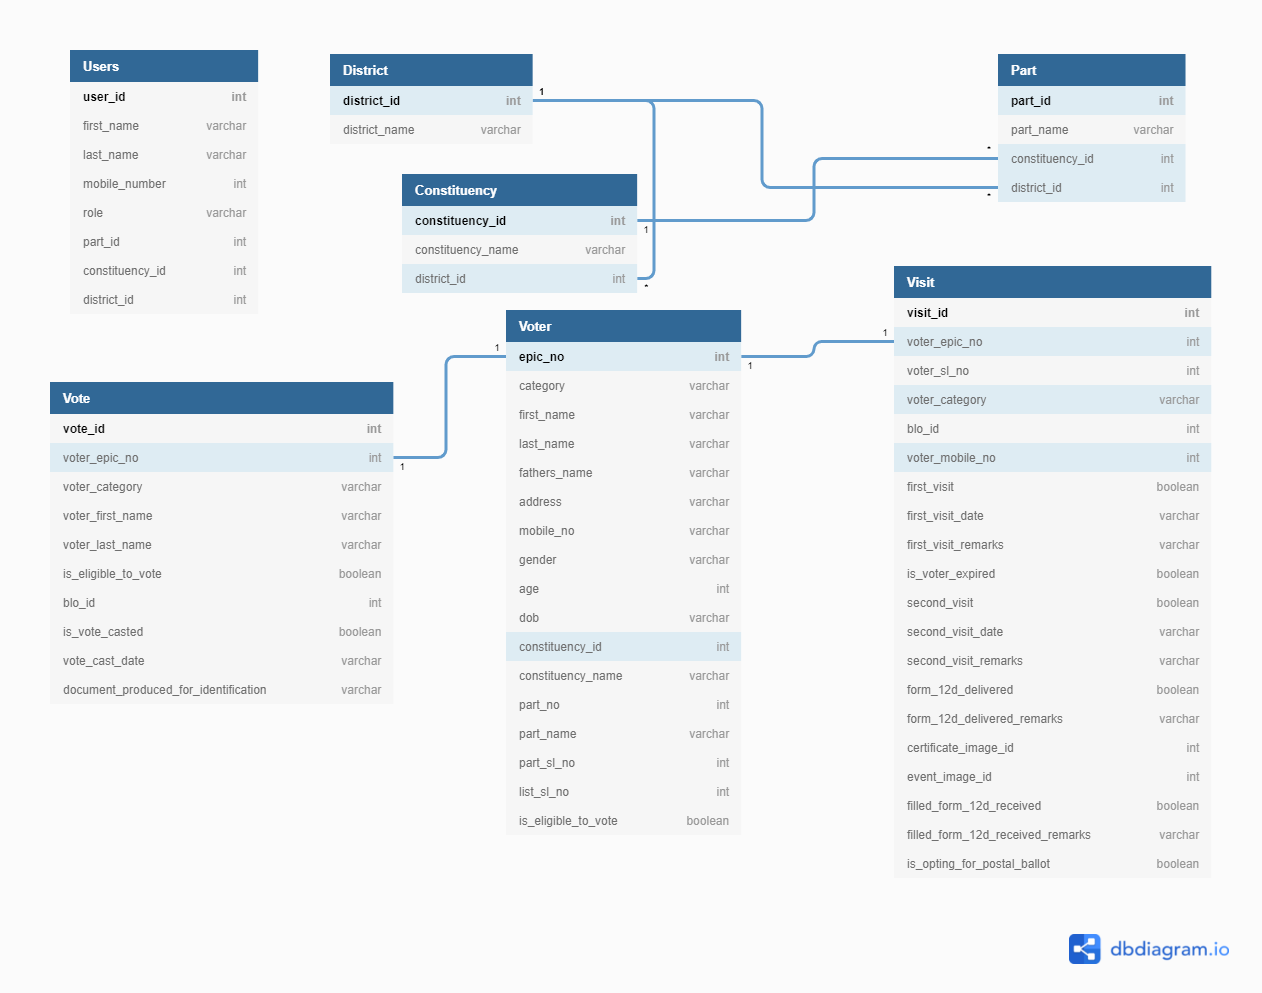 Users
user_id int
first_name varchar
last_name varchar
mobile_number int
role varchar
part_id int
constituency_id int
district_id int
District
district_id int
district_name varchar
1
Part
part_id int
part_name varchar
constituency_id int
district_id int
*
*
Constituency
constituency_id int
constituency_name varchar
district_id int
1
*
Vote
vote_id int
voter_epic_no int
voter_category varchar
voter_first_name varchar
voter_last_name varchar
is_eligible_to_vote boolean
blo_id int
is_vote_casted boolean
vote_cast_date varchar
document_produced_for_identification varchar
1
1
Voter
epic_no int
category varchar
first_name varchar
last_name varchar
fathers_name varchar
address varchar
mobile_no varchar
gender varchar
age int
dob varchar
constituency_id int
constituency_name varchar
part_no int
part_name varchar
part_sl_no int
list_sl_no int
is_eligible_to_vote boolean
1
1
Visit
visit_id int
voter_epic_no int
voter_sl_no int
voter_category varchar
blo_id int
voter_mobile_no int
first_visit boolean
first_visit_date varchar
first_visit_remarks varchar
is_voter_expired boolean
second_visit boolean
second_visit_date varchar
second_visit_remarks varchar
form_12d_delivered boolean
form_12d_delivered_remarks varchar
certificate_image_id int
event_image_id int
filled_form_12d_received boolean
filled_form_12d_received_remarks varchar
is_opting_for_postal_ballot boolean
dbdiagram.io